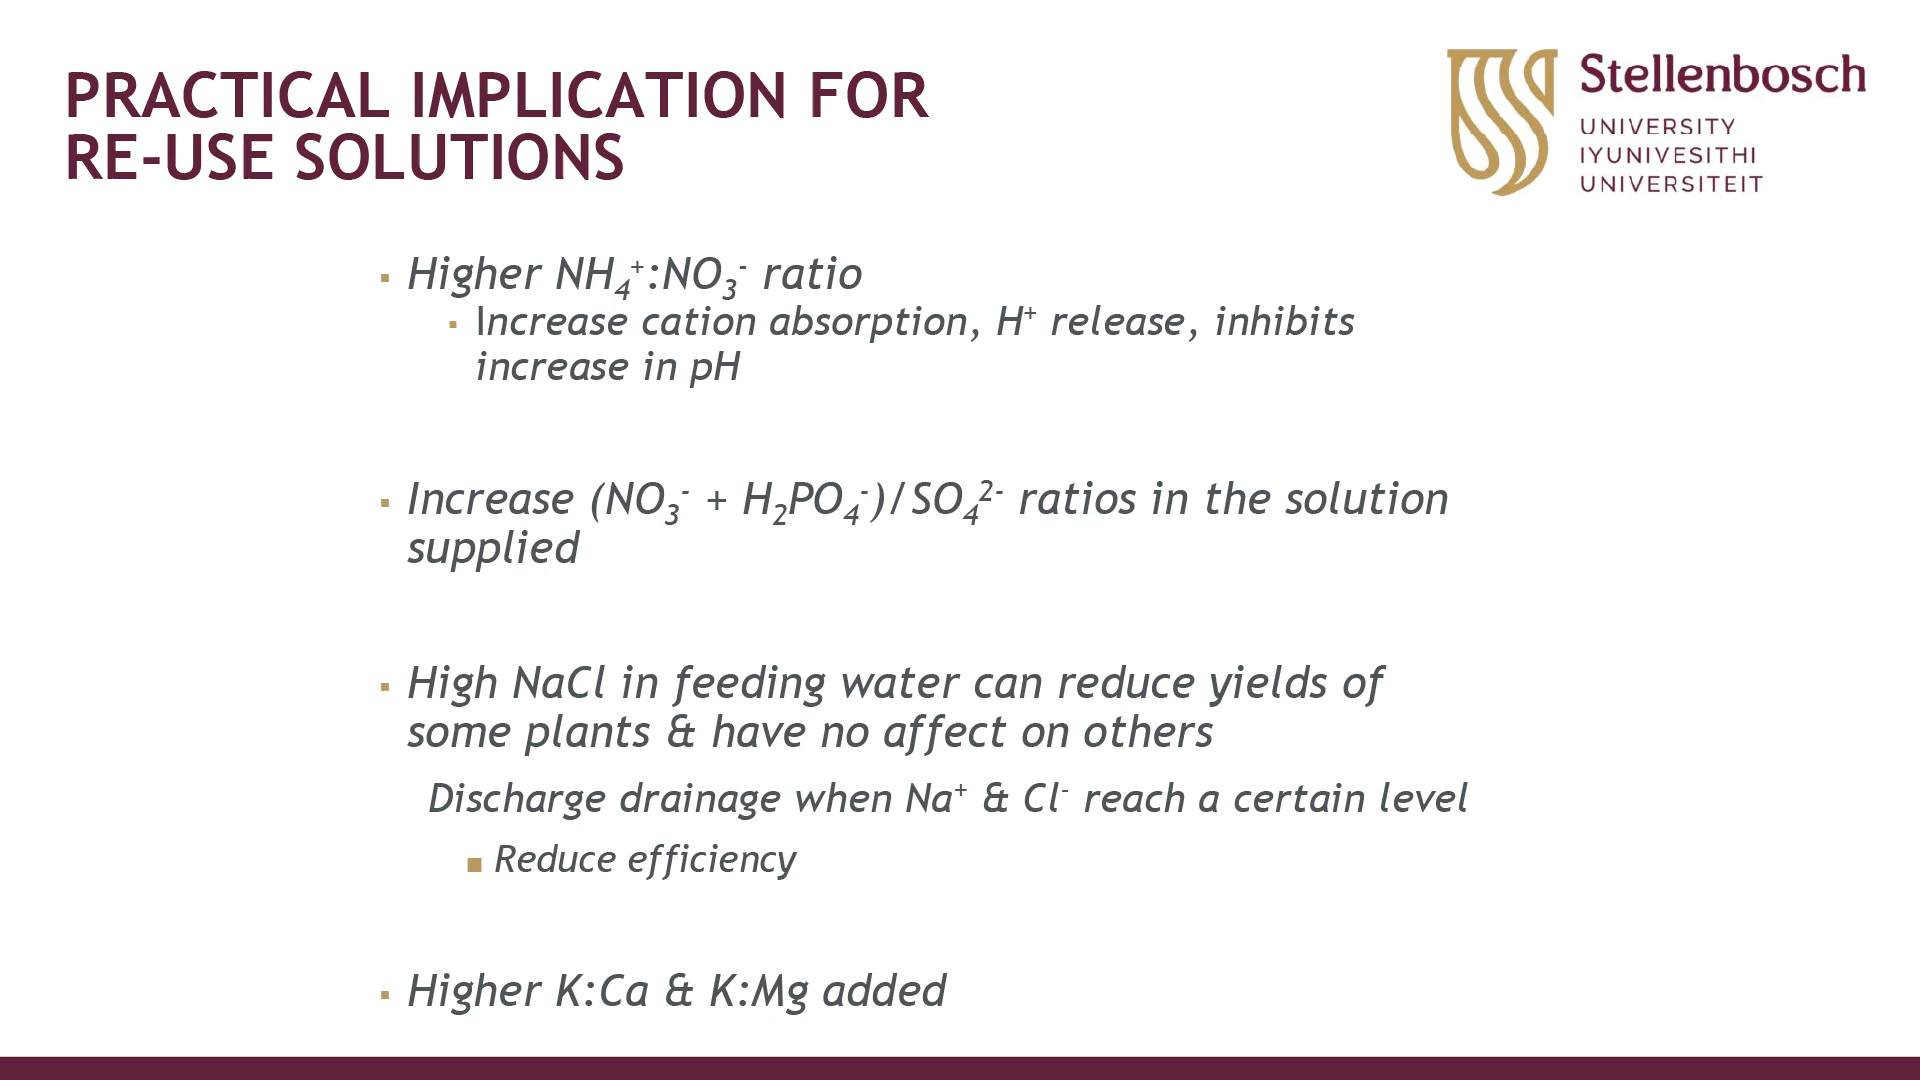 PRACTICAL IMPLICATION FOR
RE-USE SOLUTIONS
Stellenbosch
UNIVERSITY
IYUNIVESITHI
UNIVERSITEIT
▪ Higher NH₄⁺:NO₃⁻ ratio
▪ Increase cation absorption, H⁺ release, inhibits
increase in pH
▪ Increase (NO₃⁻ + H₂PO₄⁻)/SO₄²⁻ ratios in the solution
supplied
▪ High NaCl in feeding water can reduce yields of
some plants & have no affect on others
Discharge drainage when Na⁺ & Cl⁻ reach a certain level
■ Reduce efficiency
▪ Higher K:Ca & K:Mg added